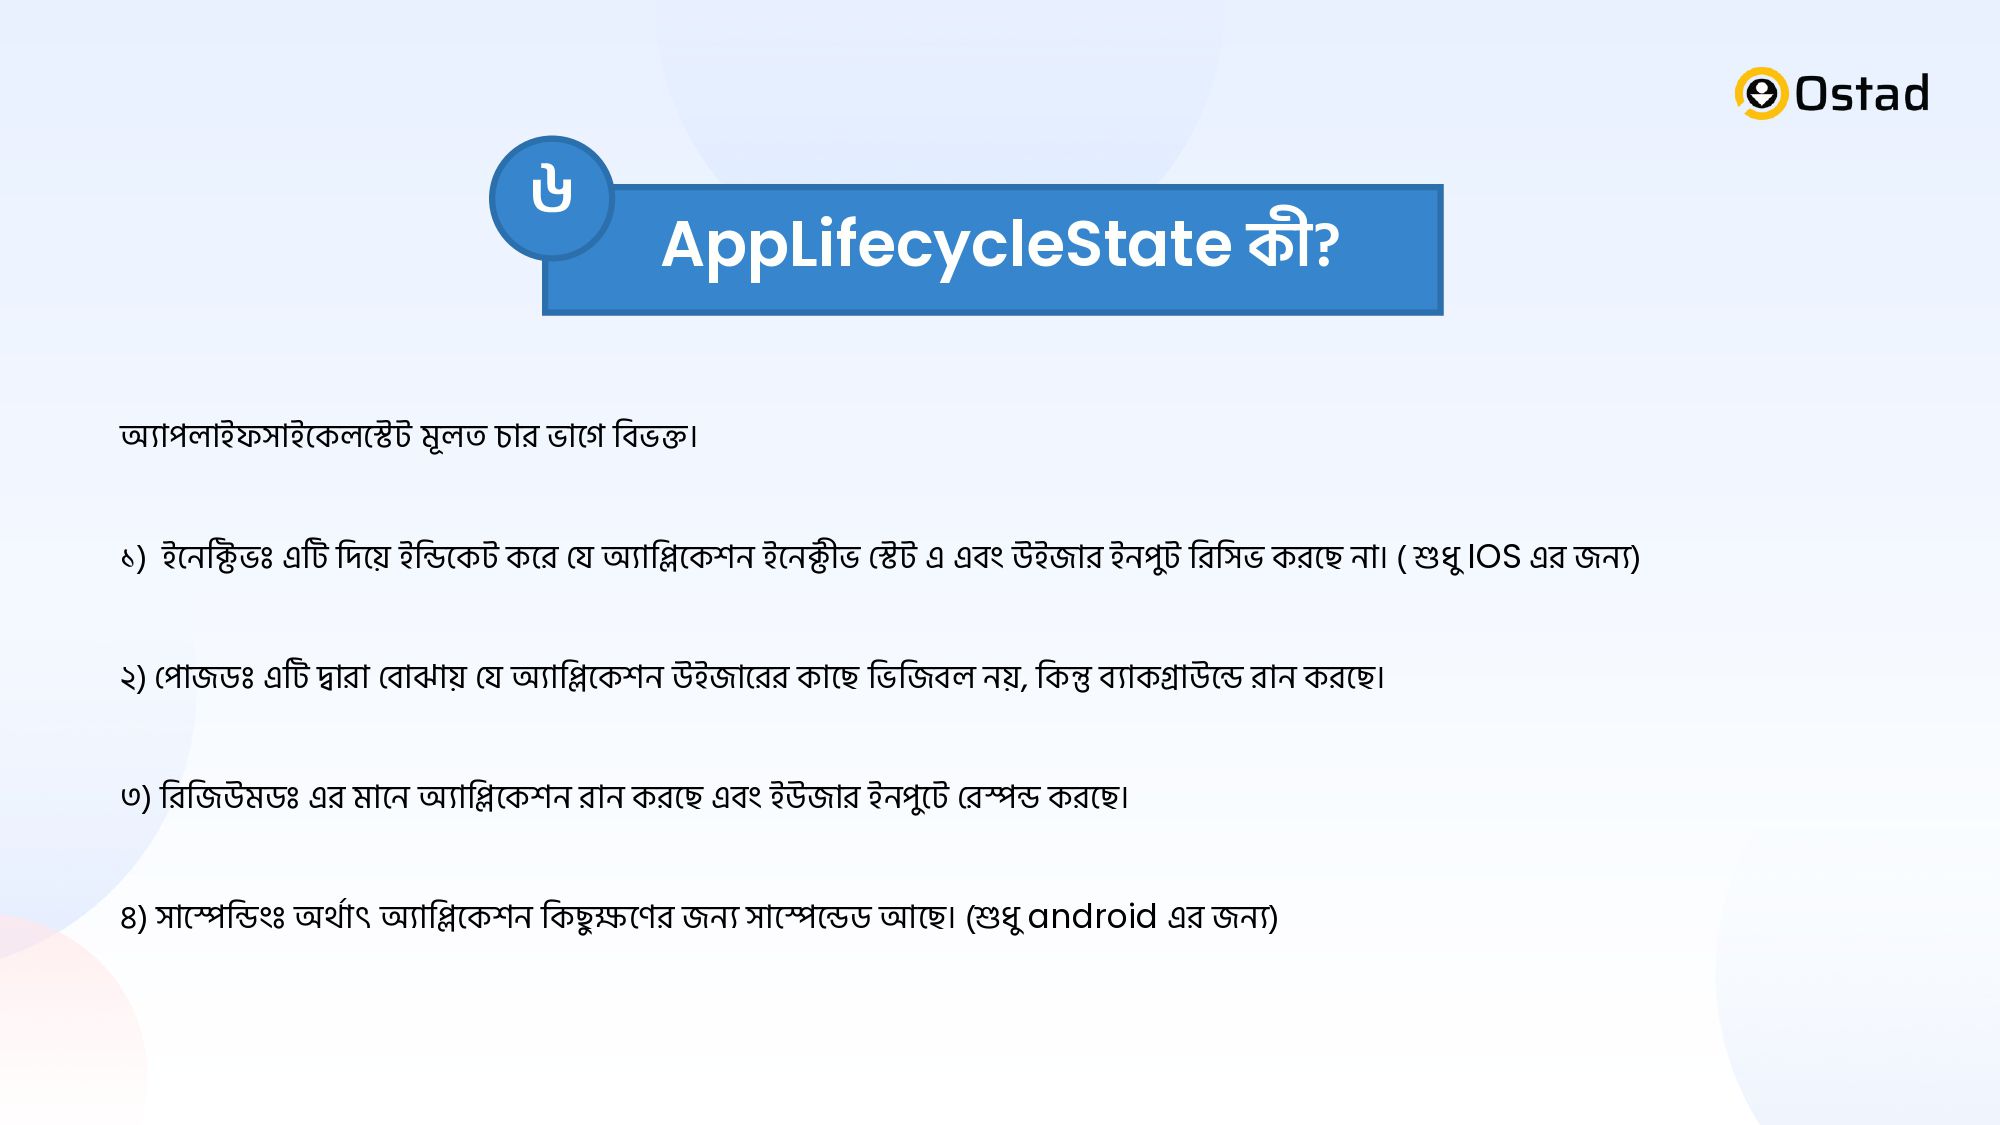 Ostad
৬
AppLifecycleState কী?
অ্যাপলাইফসাইকেলস্টেট মূলত চার ভাগে বিভক্ত।
১) ইনেক্টিভঃ এটি দিয়ে ইন্ডিকেট করে যে অ্যাপ্লিকেশন ইনেক্টীভ স্টেট এ এবং উইজার ইনপুট রিসিভ করছে না। ( শুধু IOS এর জন্য)
২) পোজডঃ এটি দ্বারা বোঝায় যে অ্যাপ্লিকেশন উইজারের কাছে ভিজিবল নয়, কিন্তু ব্যাকগ্রাউন্ডে রান করছে।
৩) রিজিউমডঃ এর মানে অ্যাপ্লিকেশন রান করছে এবং ইউজার ইনপুটে রেস্পন্ড করছে।
৪) সাস্পেন্ডিংঃ অর্থাৎ অ্যাপ্লিকেশন কিছুক্ষণের জন্য সাস্পেন্ডেড আছে। (শুধু android এর জন্য)